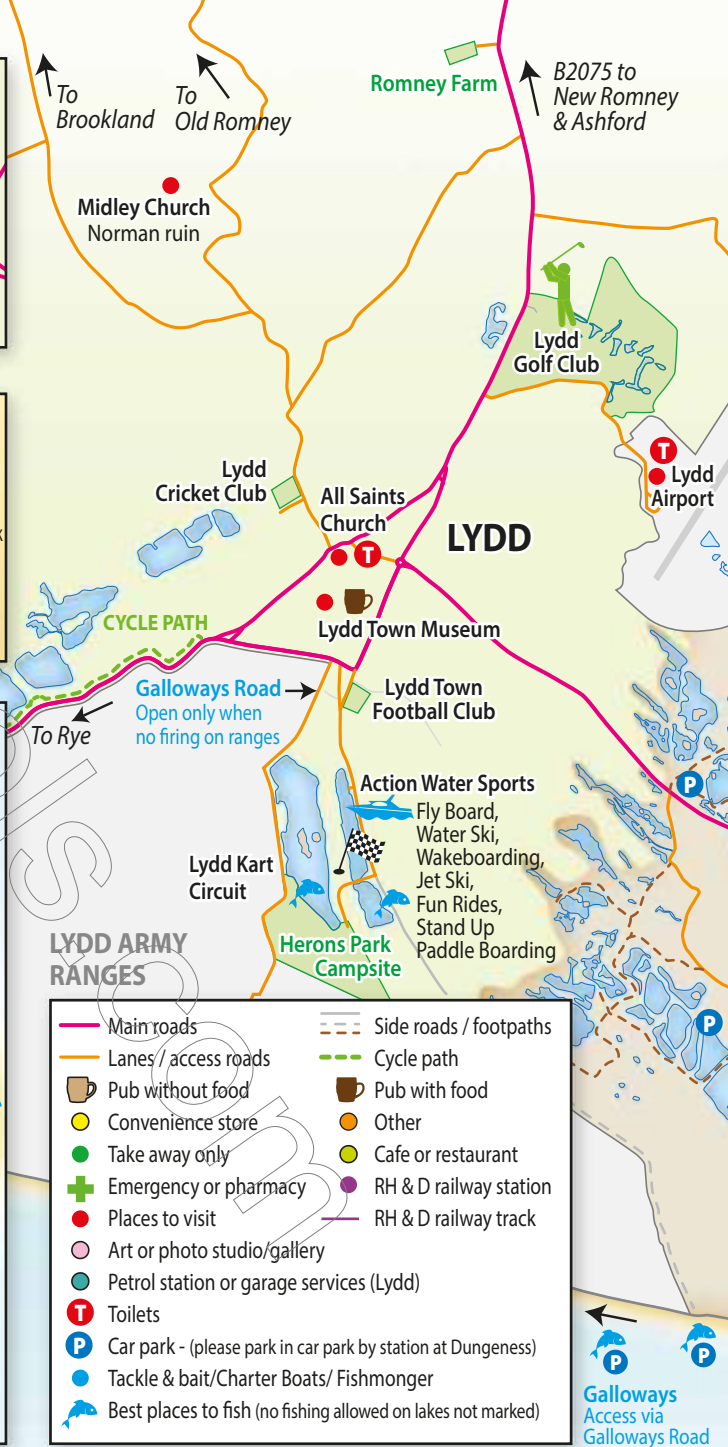 To
Brookland
To
Old Romney
Romney Farm
B2075 to
New Romney
& Ashford
Midley Church
Norman ruin
Lydd
Golf Club
T
Lydd
Airport
Lydd
Cricket Club
All Saints
Church
T
LYDD
CYCLE PATH
Lydd Town Museum
Galloways Road
Open only when
no firing on ranges
To Rye
Lydd Town
Football Club
P
Action Water Sports
Fly Board,
Water Ski,
Wakeboarding,
Jet Ski,
Fun Rides,
Stand Up
Paddle Boarding
Lydd Kart
Circuit
Herons Park
Campsite
LYDD ARMY
RANGES
P
Main roads
Lanes / access roads
Pub without food
Convenience store
Take away only
Emergency or pharmacy
Places to visit
Art or photo studio/gallery
Petrol station or garage services (Lydd)
T Toilets
P Car park - (please park in car park by station at Dungeness)
Tackle & bait/Charter Boats/ Fishmonger
Best places to fish (no fishing allowed on lakes not marked)
Side roads / footpaths
Cycle path
Pub with food
Other
Cafe or restaurant
RH & D railway station
RH & D railway track
P
P
Galloways
Access via
Galloways Road